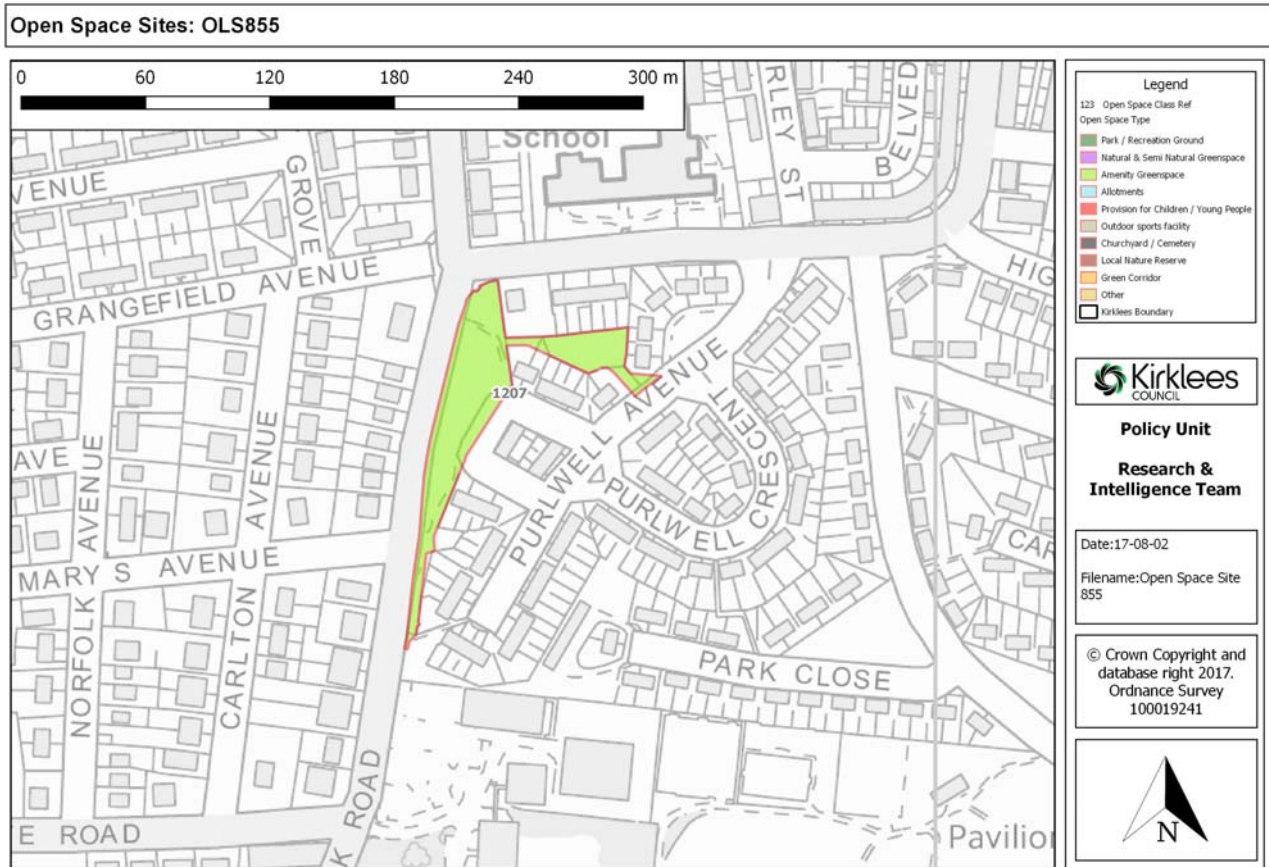 Open Space Sites: OLS855
0 60 120 180 240 300 m
School
RLEY ST
BELVED
VENUE
GROVE
GRANGEFIELD AVENUE
HIG
1207
PURLWELL AVENUE
PURLWELL CRESCENT
AVE
NORFOLK AVENUE
CARLTON AVENUE
MARY S AVENUE
CAR
PARK CLOSE
E ROAD
K ROAD
Pavilion
Legend
123 Open Space Class Ref
Open Space Type
Park / Recreation Ground
Natural & Semi Natural Greenspace
Amenity Greenspace
Allotments
Provision for Children / Young People
Outdoor sports facility
Churchyard / Cemetery
Local Nature Reserve
Green Corridor
Other
Kirklees Boundary
Kirklees
COUNCIL
Policy Unit
Research &
Intelligence Team
Date:17-08-02
Filename:Open Space Site
855
© Crown Copyright and
database right 2017.
Ordnance Survey
100019241
N